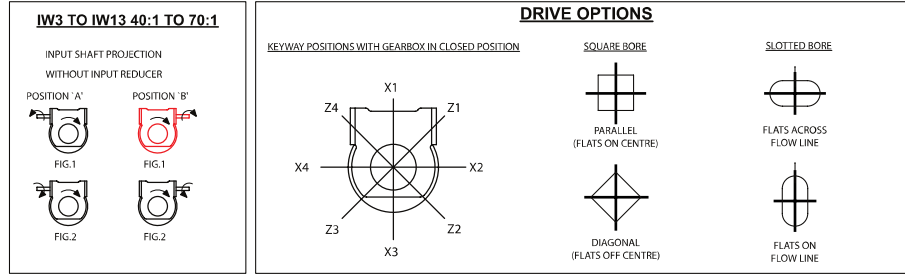 IW3 TO IW13 40:1 TO 70:1
INPUT SHAFT PROJECTION
WITHOUT INPUT REDUCER
POSITION `A'
POSITION `B'
FIG.1
FIG.1
FIG.2
FIG.2
DRIVE OPTIONS
KEYWAY POSITIONS WITH GEARBOX IN CLOSED POSITION
X1
Z4
Z1
X4
X2
Z3
Z2
X3
SQUARE BORE
PARALLEL
(FLATS ON CENTRE)
DIAGONAL
(FLATS OFF CENTRE)
SLOTTED BORE
FLATS ACROSS
FLOW LINE
FLATS ON
FLOW LINE